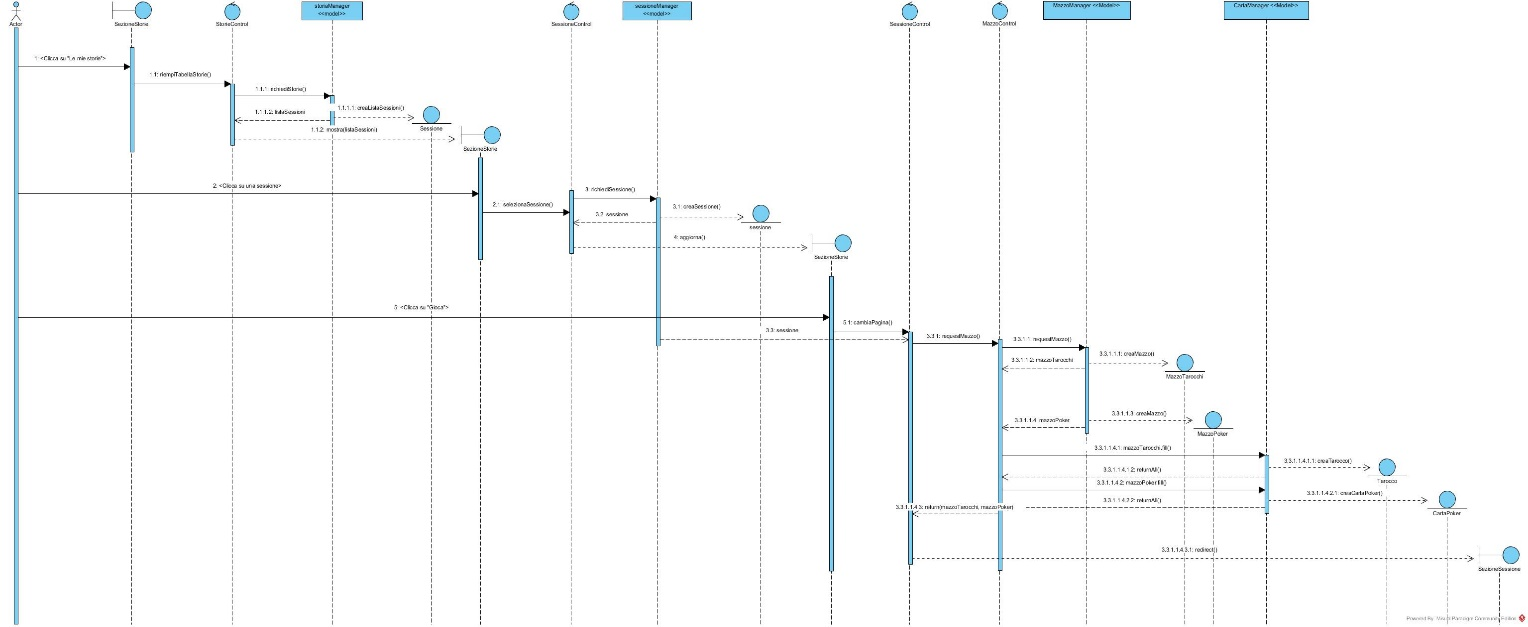 Actor
SezioneStorie
StorieControl
storiaManager
<<model>>
SessioneControl
sessioneManager
<<model>>
SessioneControl
MazzoControl
MazzoManager <<Model>>
CartaManager <<Model>>
1: <Clicca su "Le mie storie">
1.1: riempiTabellaStorie()
1.1.1: richiediStorie()
1.1.1.1: creaListaSessioni()
1.1.1.2: listaSessioni
Sessione
1.1.2: mostra(listaSessioni)
SezioneStorie
2: <Clicca su una sessione>
3: richiediSessione()
2.1: selezionaSessione()
3.1: creaSessione()
3.2: sessione
sessione
4: aggiorna()
SezioneStorie
5: <Clicca su "Gioca">
5.1: cambiaPagina()
3.3: sessione
3.3.1: requestMazzo()
3.3.1.1: requestMazzo()
3.3.1.1.1: creaMazzo()
3.3.1.1.2: mazzoTarocchi
MazzoTarocchi
3.3.1.1.3: creaMazzo()
3.3.1.1.4: mazzoPoker
MazzoPoker
3.3.1.1.4.1: mazzoTarocchi.fill()
3.3.1.1.4.1.1: creaTarocco()
3.3.1.1.4.1.2: returnAll()
Tarocco
3.3.1.1.4.2: mazzoPoker.fill()
3.3.1.1.4.2.1: creaCartaPoker()
3.3.1.1.4.2.2: returnAll()
3.3.1.1.4.3: return(mazzoTarocchi, mazzoPoker)
CartaPoker
3.3.1.1.4.3.1: redirect()
SezioneSessione
Powered By Visual Paradigm Community Edition